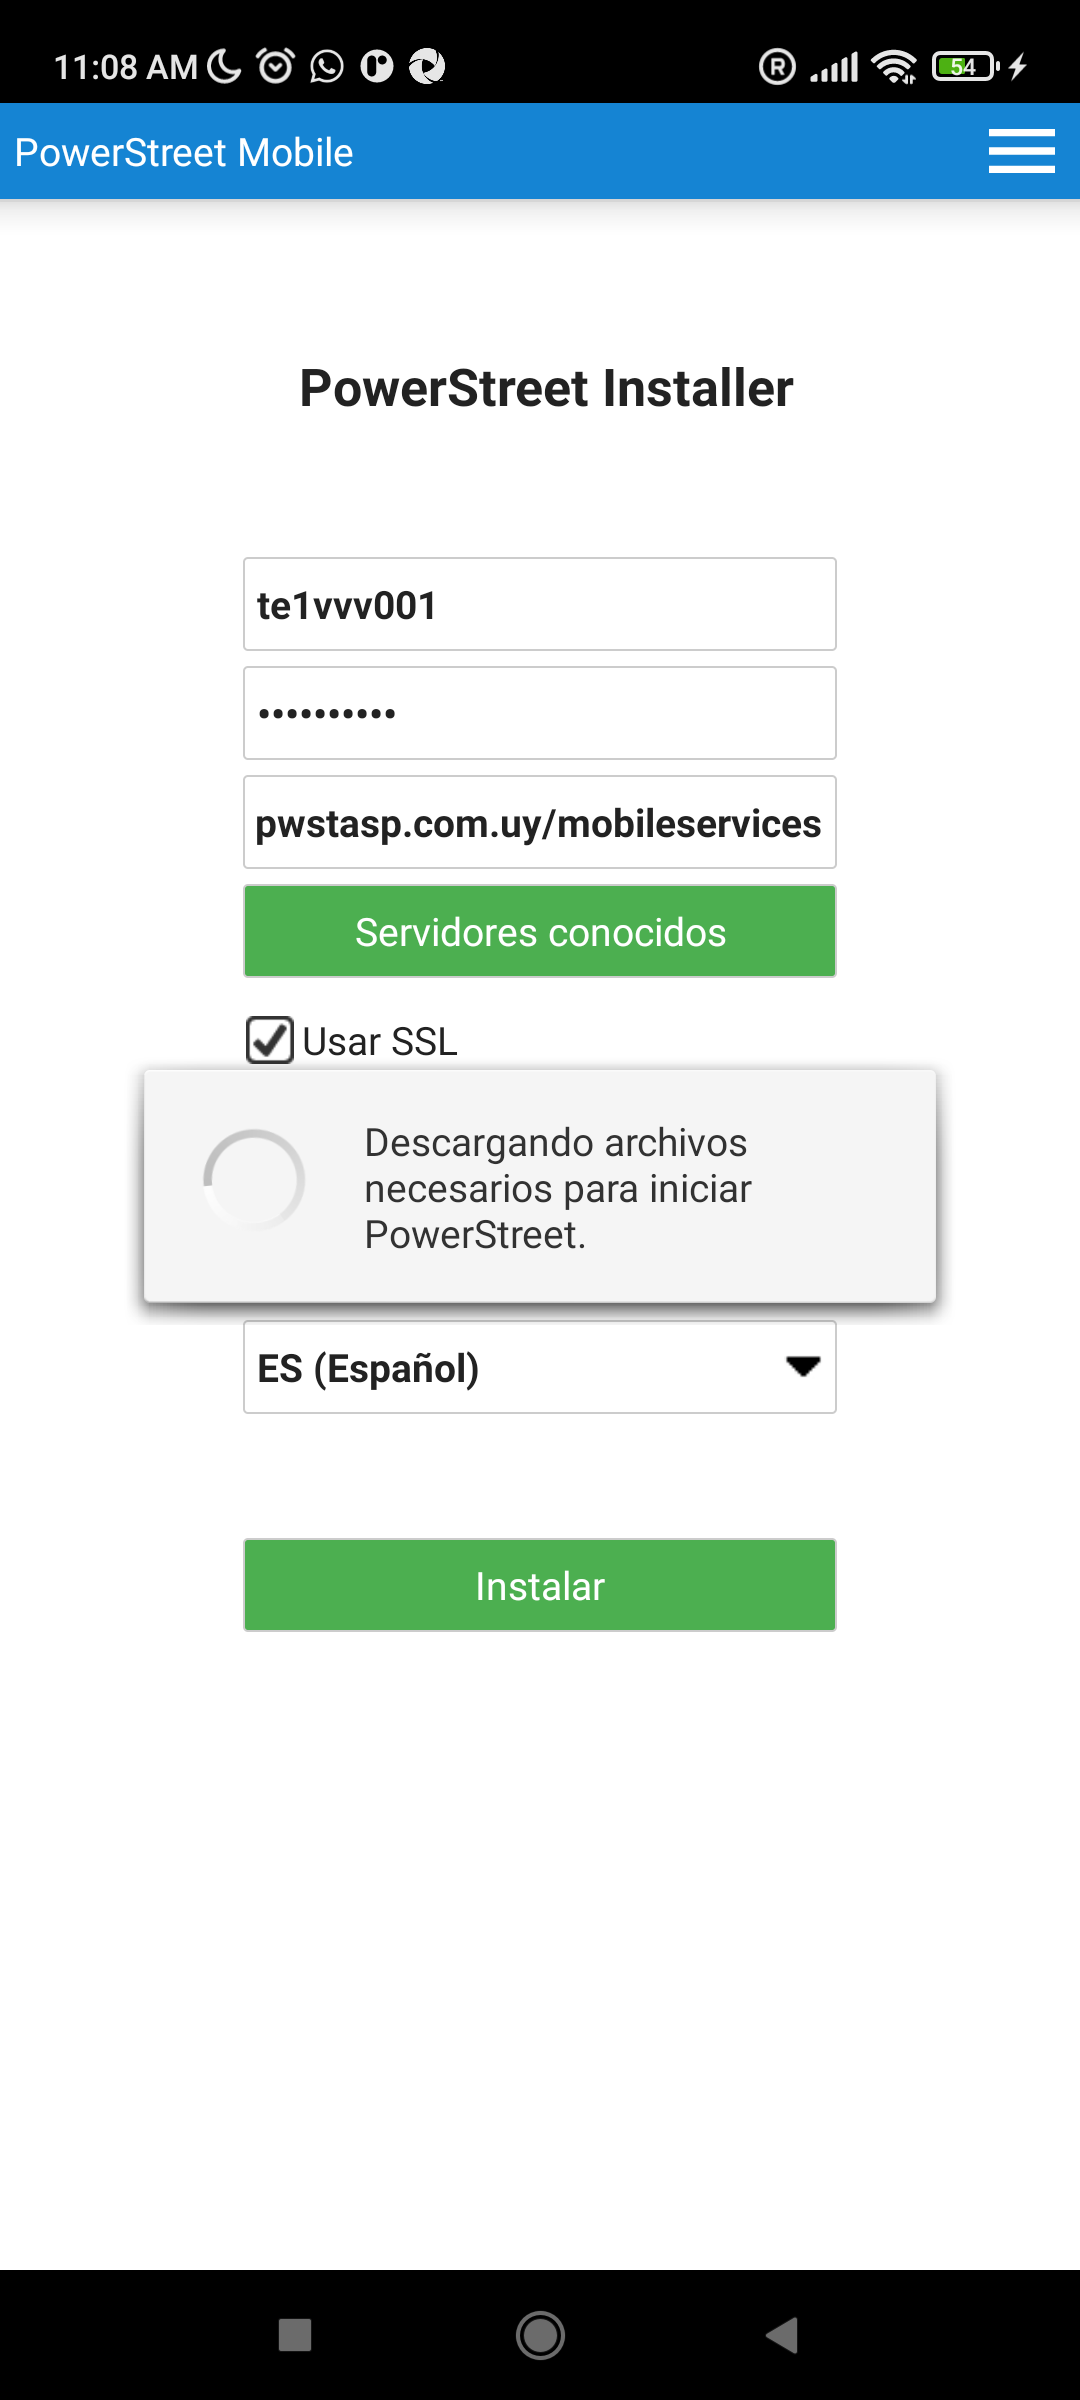 11:08 AM
54
PowerStreet Mobile
PowerStreet Installer
te1vvv001
••••••••••
pwstasp.com.uy/mobileservices
Servidores conocidos
Usar SSL
Descargando archivos
necesarios para iniciar
PowerStreet.
ES (Español)
Instalar